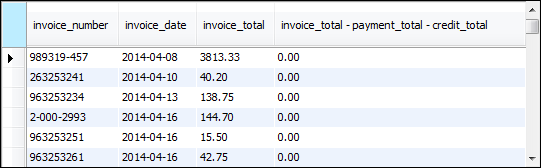 invoice_number invoice_date invoice_total invoice_total - payment_total - credit_total
989319-457 2014-04-08 3813.33 0.00
263253241 2014-04-10 40.20 0.00
963253234 2014-04-13 138.75 0.00
2-000-2993 2014-04-16 144.70 0.00
963253251 2014-04-16 15.50 0.00
963253261 2014-04-16 42.75 0.00